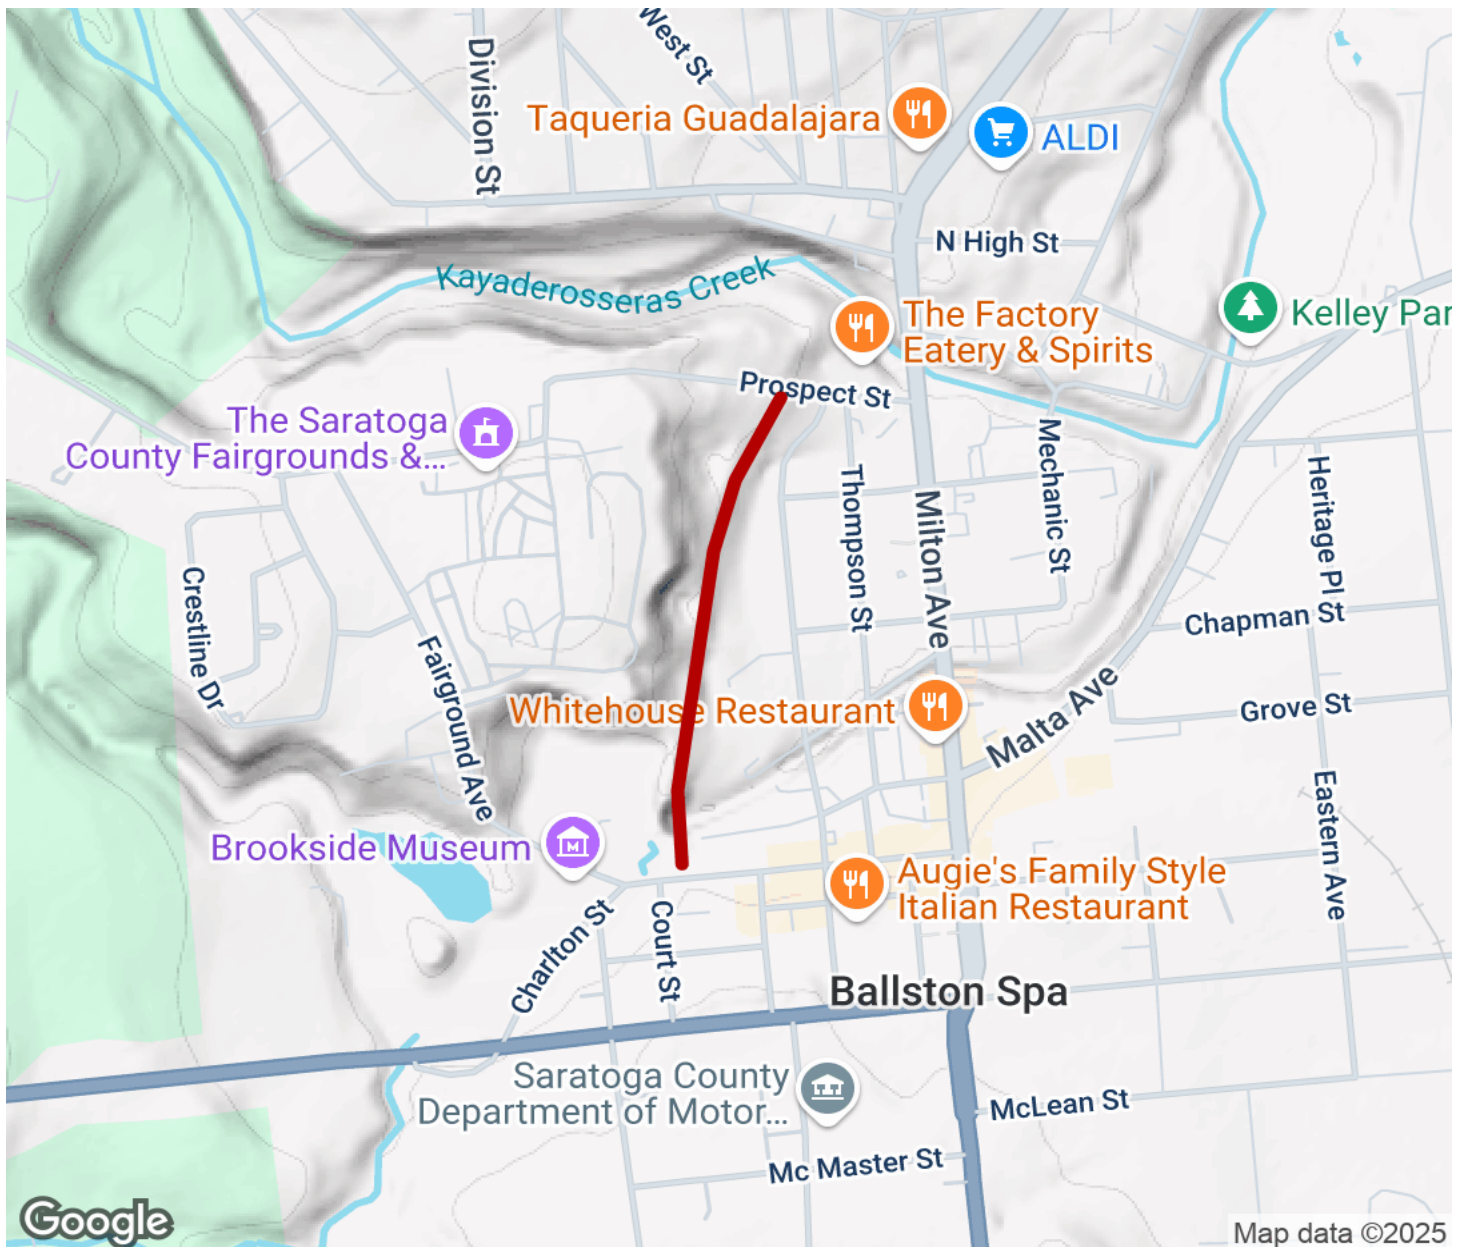 West St
Division St
Taqueria Guadalajara
ALDI
N High St
Kayaderosseras Creek
The Factory
Eatery & Spirits
Kelley Par
Prospect St
The Saratoga
County Fairgrounds &...
Mechanic St
Heritage Pl
Thompson St
Milton Ave
Crestline Dr
Chapman St
Fairground Ave
Whitehouse Restaurant
Malta Ave
Grove St
Eastern Ave
Brookside Museum
Augie's Family Style
Italian Restaurant
Charlton St
Court St
Ballston Spa
Saratoga County
Department of Motor...
McLean St
Mc Master St
Google
Map data ©2025